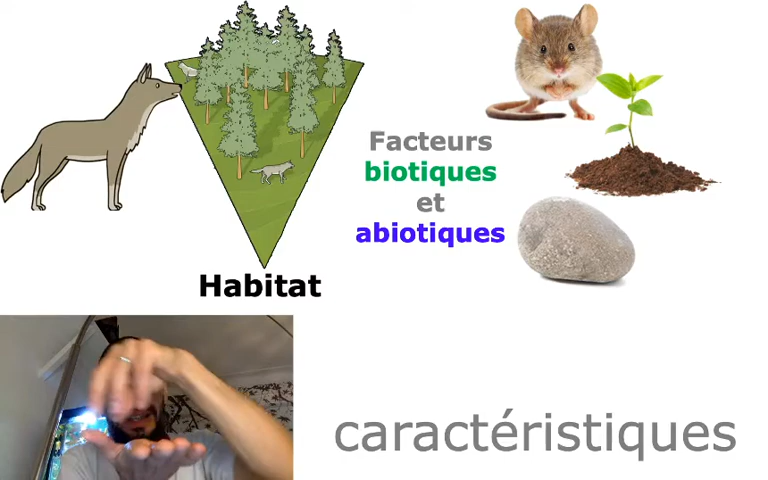 Facteurs
biotiques
et
abiotiques
Habitat
caractéristiques